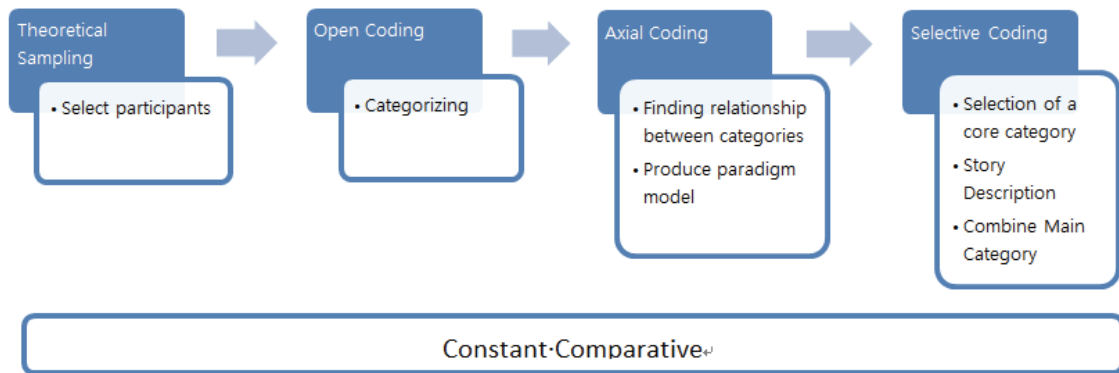 Theoretical
Sampling
• Select participants
Open Coding
• Categorizing
Axial Coding
• Finding relationship
between categories
• Produce paradigm
model
Selective Coding
• Selection of a
core category
• Story
Description
• Combine Main
Category
Constant·Comparative↵